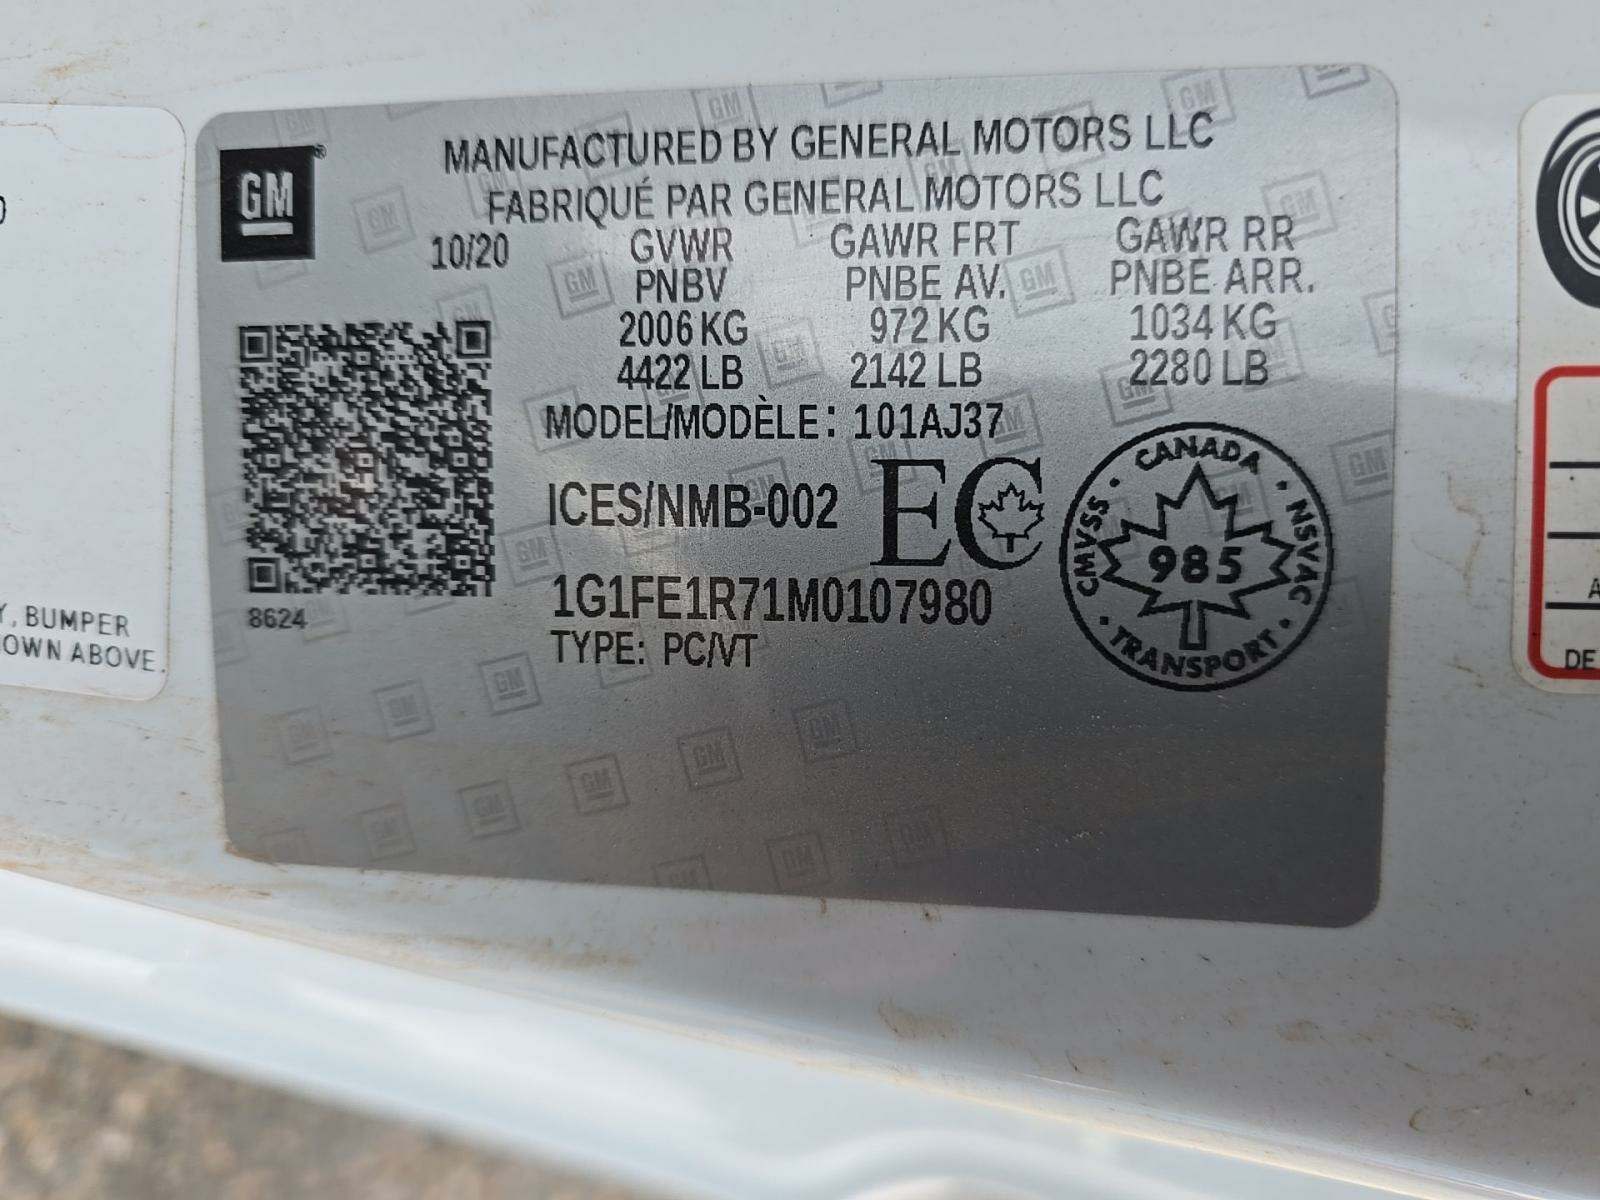 MANUFACTURED BY GENERAL MOTORS LLC
FABRIQUÉ PAR GENERAL MOTORS LLC
GM
10/20 GVWR GAWR FRT GAWR RR
PNBV PNBE AV. PNBE ARR.
2006 KG 972 KG 1034 KG
4422 LB 2142 LB 2280 LB
MODEL/MODÈLE: 101AJ37
ICES/NMB-002 EC
1G1FE1R71M0107980
TYPE: PC/VT
8624
CANADA
CMVSS
NSVAC
985
TRANSPORT
, BUMPER
OWN ABOVE.
DE